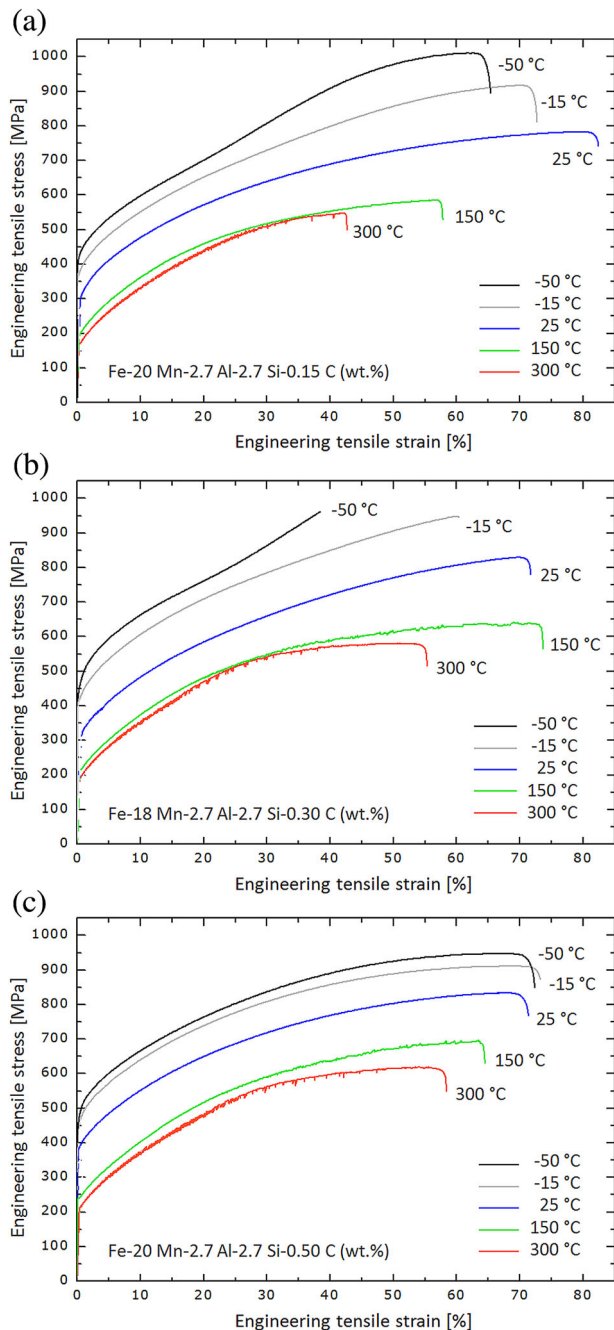 (a)
1000
900
800
700
600
500
400
300
200
100
0
Engineering tensile stress [MPa]
-50 °C
-15 °C
25 °C
150 °C
300 °C
-50 °C
-15 °C
25 °C
150 °C
300 °C
Fe-20 Mn-2.7 Al-2.7 Si-0.15 C (wt.%)
0 10 20 30 40 50 60 70 80
Engineering tensile strain [%]
(b)
1000
900
800
700
600
500
400
300
200
100
0
Engineering tensile stress [MPa]
-50 °C
-15 °C
25 °C
150 °C
300 °C
-50 °C
-15 °C
25 °C
150 °C
300 °C
Fe-18 Mn-2.7 Al-2.7 Si-0.30 C (wt.%)
0 10 20 30 40 50 60 70 80
Engineering tensile strain [%]
(c)
1000
900
800
700
600
500
400
300
200
100
0
Engineering tensile stress [MPa]
-50 °C
-15 °C
25 °C
150 °C
300 °C
-50 °C
-15 °C
25 °C
150 °C
300 °C
Fe-20 Mn-2.7 Al-2.7 Si-0.50 C (wt.%)
0 10 20 30 40 50 60 70 80
Engineering tensile strain [%]